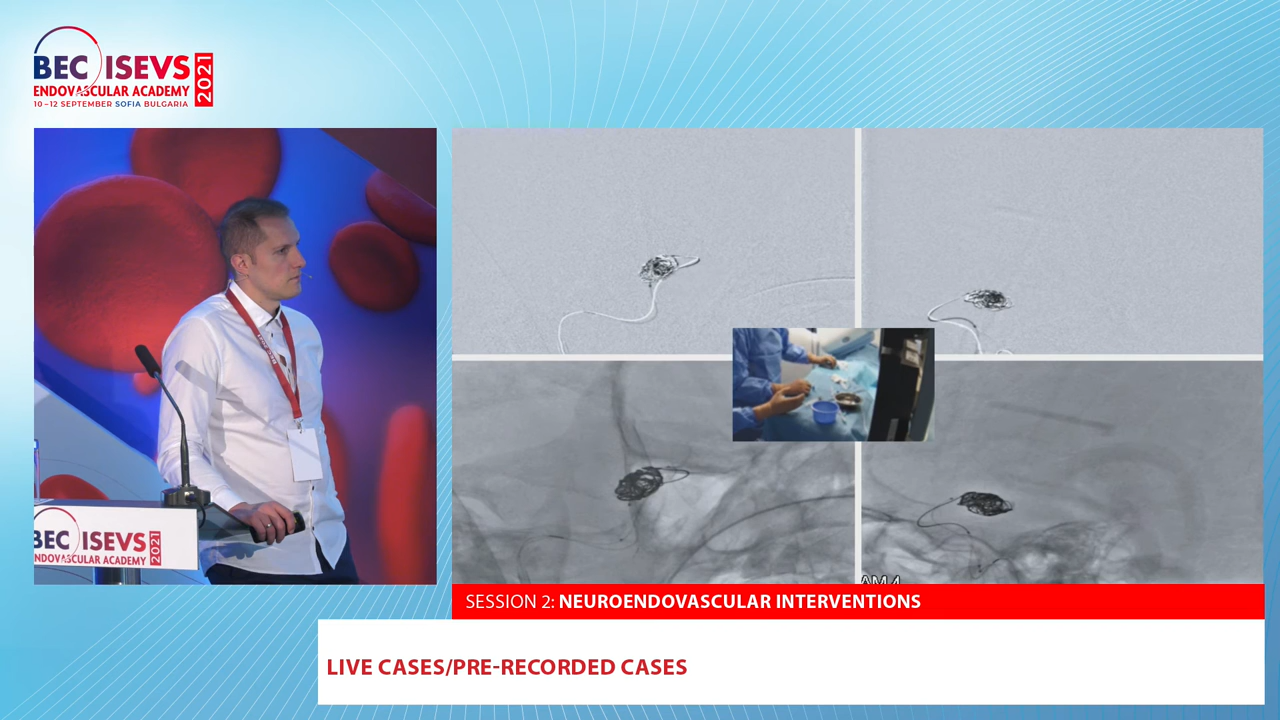 BEC ISEVS
ENDOVASCULAR ACADEMY
2021
10–12 SEPTEMBER SOFIA BULGARIA
BEC ISEVS
ENDOVASCULAR ACADEMY
2021
SESSION 2: NEUROENDOVASCULAR INTERVENTIONS
LIVE CASES/PRE-RECORDED CASES